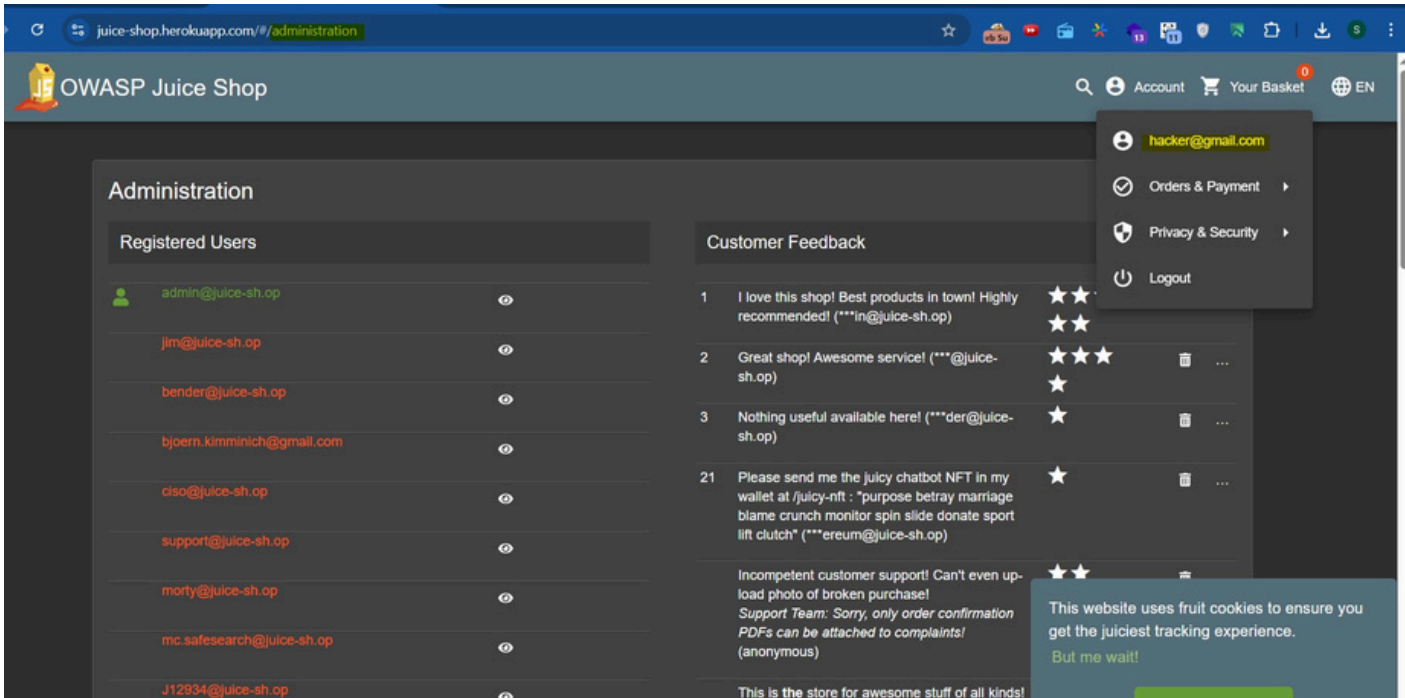 juice-shop.herokuapp.com/#/administration
eb Su
13
11
S
JS
OWASP Juice Shop
Account
0
Your Basket
EN
hacker@gmail.com
Orders & Payment
Privacy & Security
Logout
Administration
Registered Users
admin@juice-sh.op
jim@juice-sh.op
bender@juice-sh.op
bjoern.kimminich@gmail.com
ciso@juice-sh.op
support@juice-sh.op
morty@juice-sh.op
mc.safesearch@juice-sh.op
J12934@juice-sh.op
Customer Feedback
1 I love this shop! Best products in town! Highly
recommended! (***in@juice-sh.op)
2 Great shop! Awesome service! (***@juice-
sh.op)
...
3 Nothing useful available here! (***der@juice-
sh.op)
...
21 Please send me the juicy chatbot NFT in my
wallet at /juicy-nft : "purpose betray marriage
blame crunch monitor spin slide donate sport
lift clutch" (***ereum@juice-sh.op)
...
Incompetent customer support! Can't even up-
load photo of broken purchase!
Support Team: Sorry, only order confirmation
PDFs can be attached to complaints!
(anonymous)
This is the store for awesome stuff of all kinds!
This website uses fruit cookies to ensure you
get the juiciest tracking experience.
But me wait!